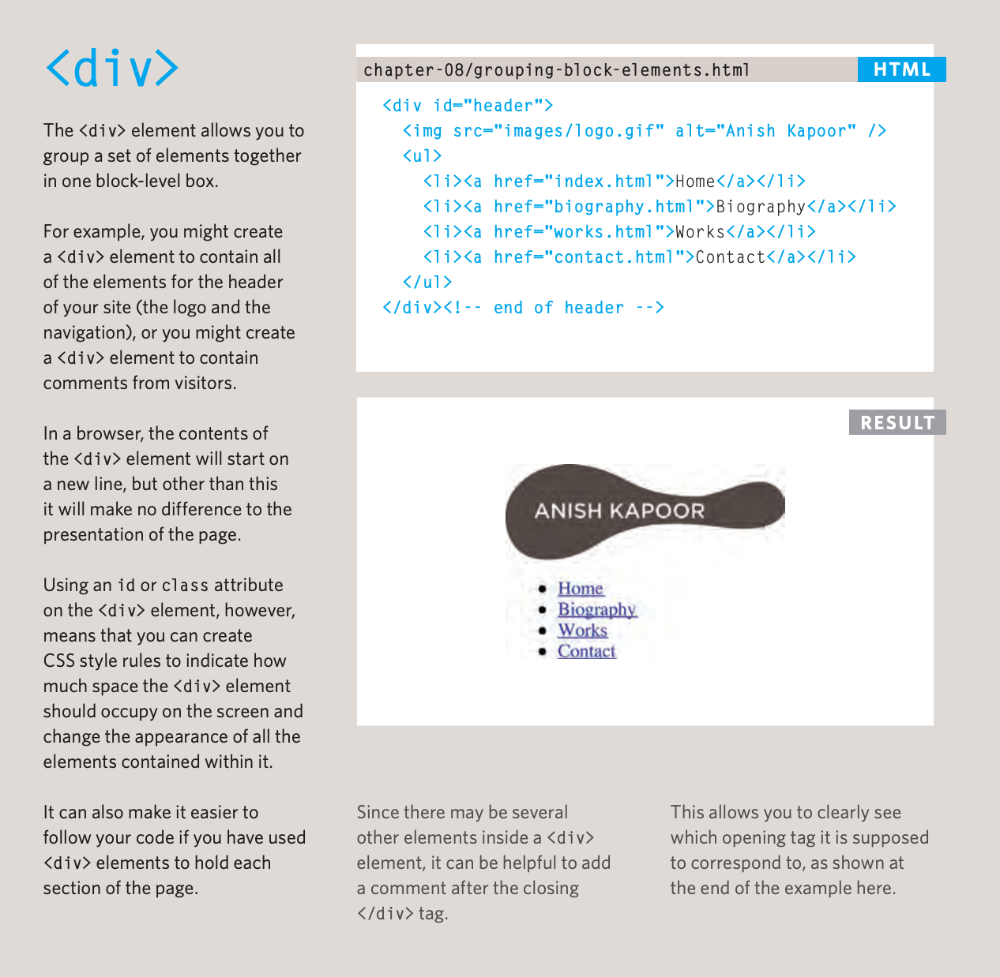 <div>
The <div> element allows you to
group a set of elements together
in one block-level box.
For example, you might create
a <div> element to contain all
of the elements for the header
of your site (the logo and the
navigation), or you might create
a <div> element to contain
comments from visitors.
In a browser, the contents of
the <div> element will start on
a new line, but other than this
it will make no difference to the
presentation of the page.
Using an id or class attribute
on the <div> element, however,
means that you can create
CSS style rules to indicate how
much space the <div> element
should occupy on the screen and
change the appearance of all the
elements contained within it.
It can also make it easier to
follow your code if you have used
<div> elements to hold each
section of the page.
chapter-08/grouping-block-elements.html
HTML
<div id="header">
  <img src="images/logo.gif" alt="Anish Kapoor" />
  <ul>
    <li><a href="index.html">Home</a></li>
    <li><a href="biography.html">Biography</a></li>
    <li><a href="works.html">Works</a></li>
    <li><a href="contact.html">Contact</a></li>
  </ul>
</div><!-- end of header -->
RESULT
ANISH KAPOOR
• Home
• Biography
• Works
• Contact
Since there may be several
other elements inside a <div>
element, it can be helpful to add
a comment after the closing
</div> tag.
This allows you to clearly see
which opening tag it is supposed
to correspond to, as shown at
the end of the example here.